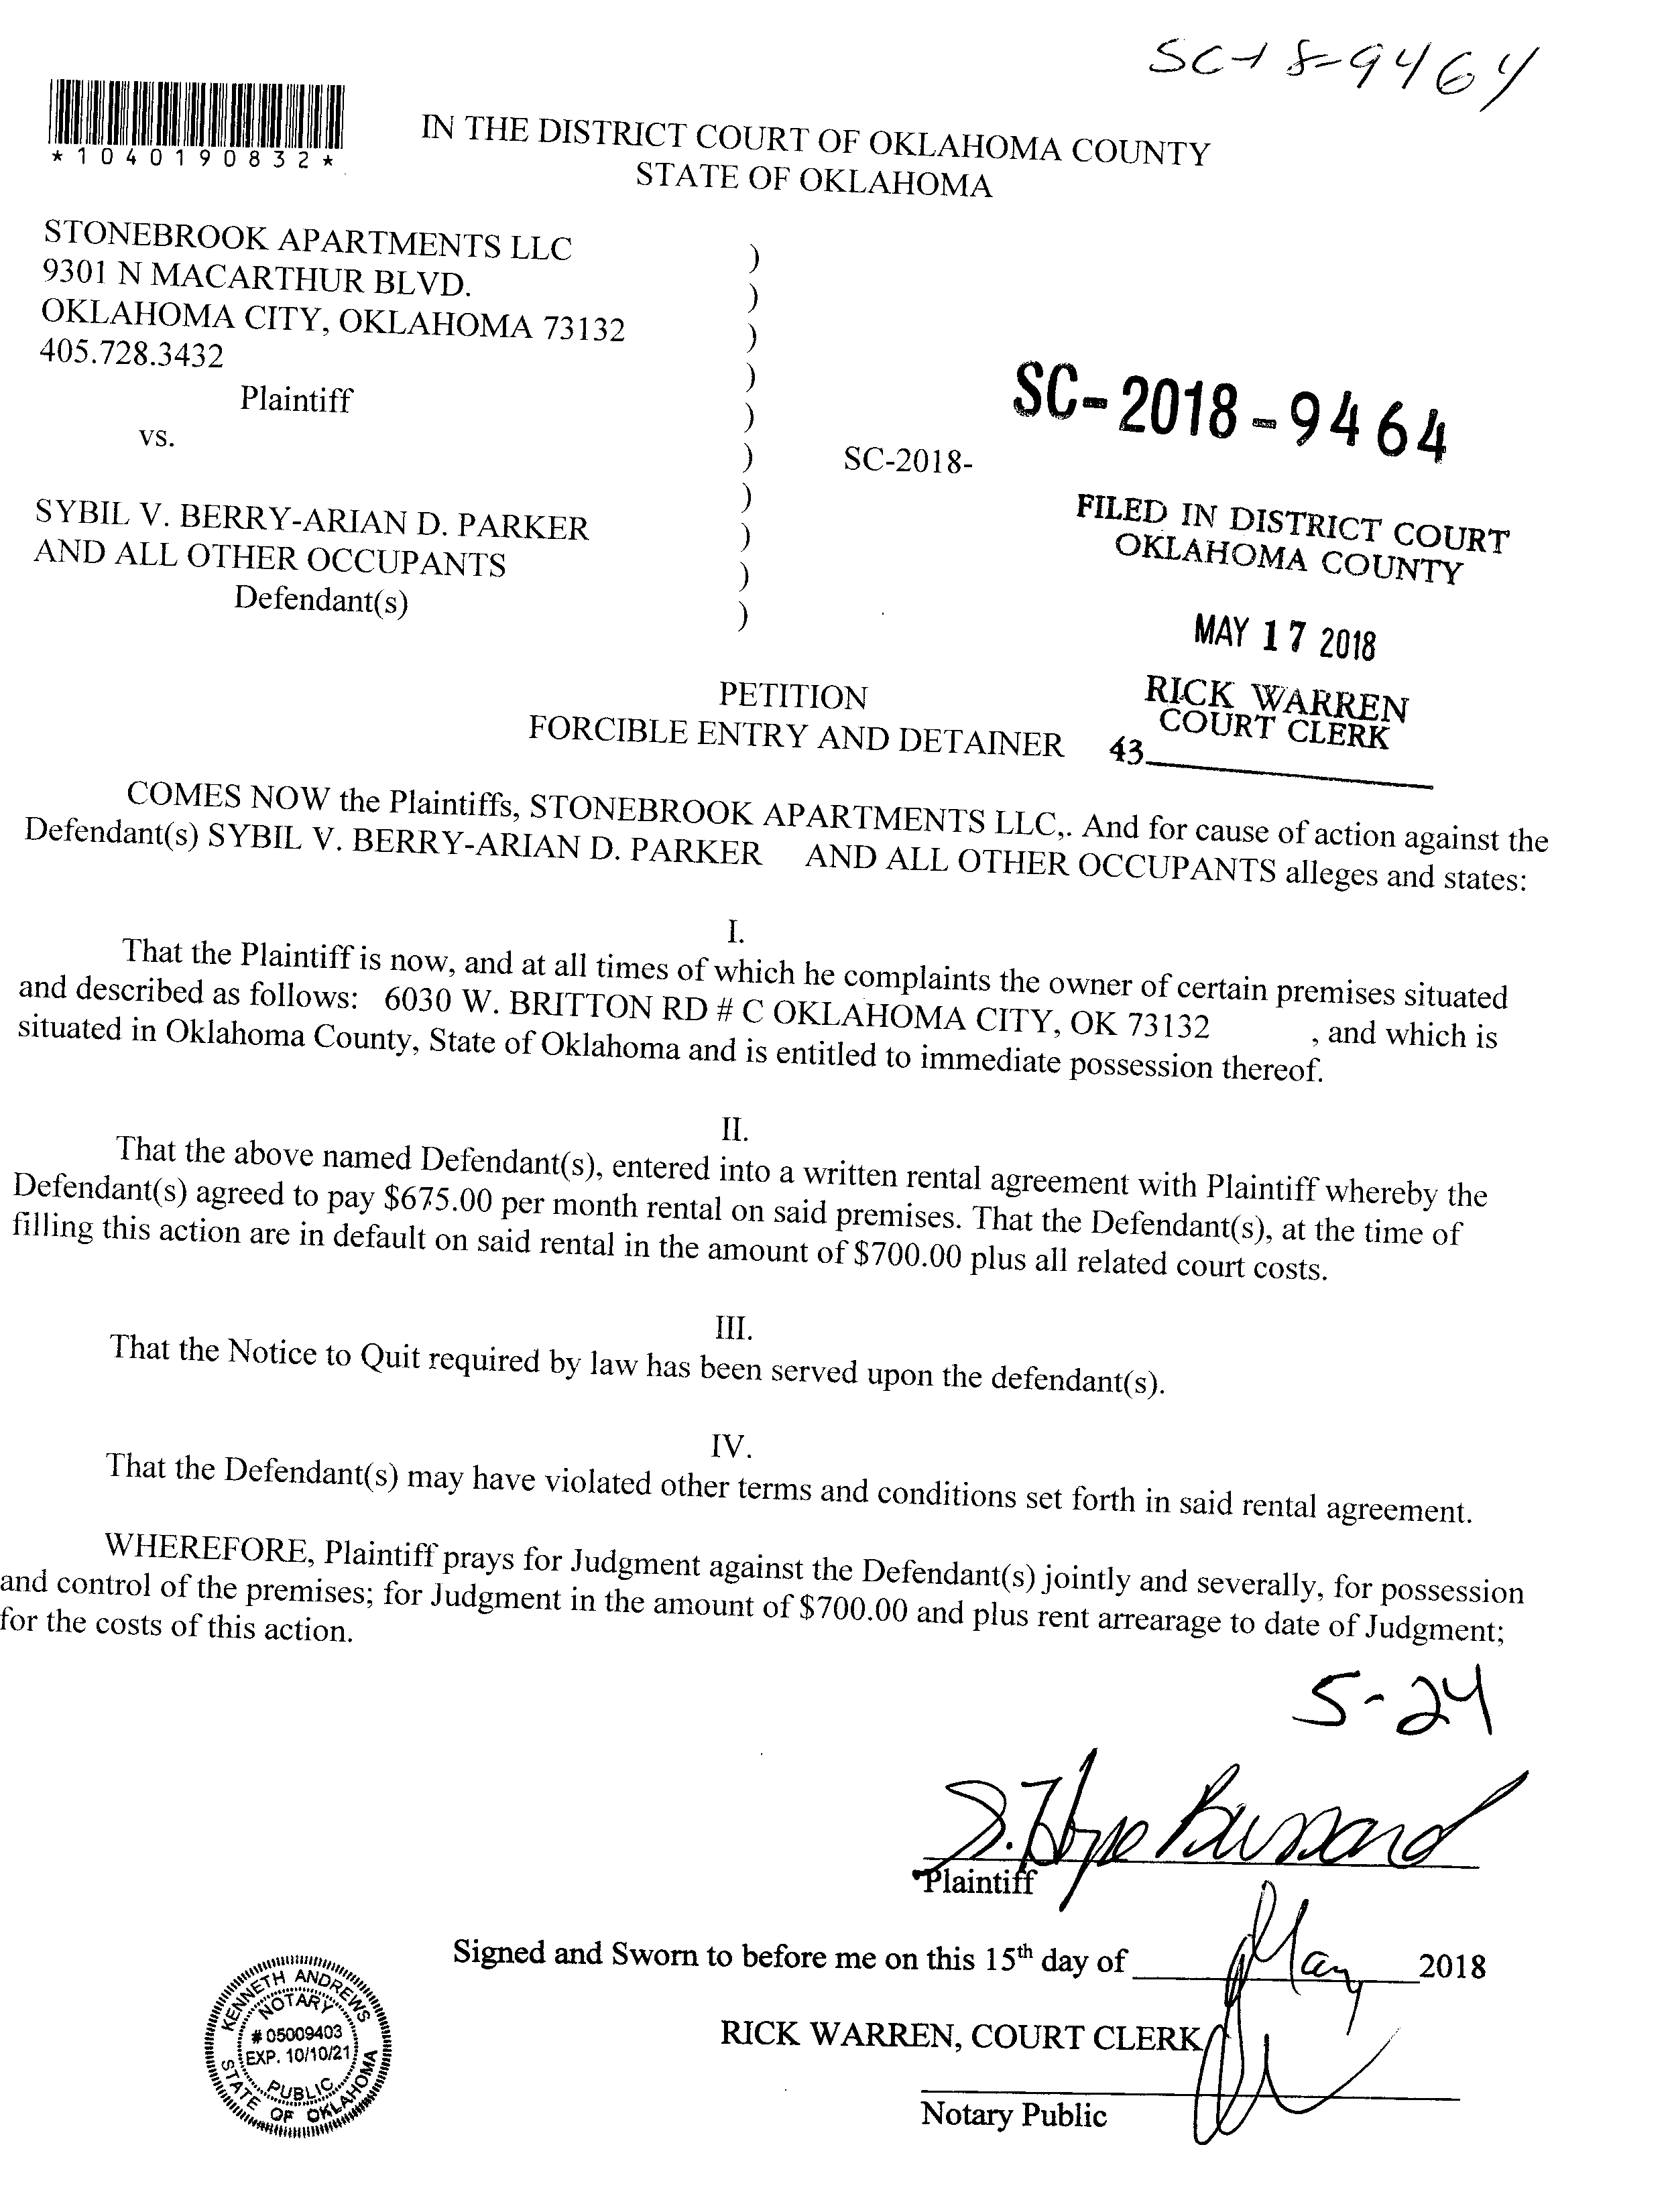 SC-18-9464
*1040190832*
IN THE DISTRICT COURT OF OKLAHOMA COUNTY
STATE OF OKLAHOMA
STONEBROOK APARTMENTS LLC )
9301 N MACARTHUR BLVD. )
OKLAHOMA CITY, OKLAHOMA 73132 )
405.728.3432 )
Plaintiff )
vs. ) SC-2018-
SC-2018-9464
)
SYBIL V. BERRY-ARIAN D. PARKER )
AND ALL OTHER OCCUPANTS )
Defendant(s) )
FILED IN DISTRICT COURT
OKLAHOMA COUNTY
MAY 17 2018
RICK WARREN
COURT CLERK
43
PETITION
FORCIBLE ENTRY AND DETAINER
COMES NOW the Plaintiffs, STONEBROOK APARTMENTS LLC,. And for cause of action against the
Defendant(s) SYBIL V. BERRY-ARIAN D. PARKER AND ALL OTHER OCCUPANTS alleges and states:
I.
That the Plaintiff is now, and at all times of which he complaints the owner of certain premises situated
and described as follows: 6030 W. BRITTON RD # C OKLAHOMA CITY, OK 73132 , and which is
situated in Oklahoma County, State of Oklahoma and is entitled to immediate possession thereof.
II.
That the above named Defendant(s), entered into a written rental agreement with Plaintiff whereby the
Defendant(s) agreed to pay $675.00 per month rental on said premises. That the Defendant(s), at the time of
filling this action are in default on said rental in the amount of $700.00 plus all related court costs.
III.
That the Notice to Quit required by law has been served upon the defendant(s).
IV.
That the Defendant(s) may have violated other terms and conditions set forth in said rental agreement.
WHEREFORE, Plaintiff prays for Judgment against the Defendant(s) jointly and severally, for possession
and control of the premises; for Judgment in the amount of $700.00 and plus rent arrearage to date of Judgment;
for the costs of this action.
5-24
S. Hope Bussard
Plaintiff
Signed and Sworn to before me on this 15th day of May 2018
RICK WARREN, COURT CLERK
Notary Public
KENNETH ANDREWS
NOTARY
# 05009403
EXP. 10/10/21
PUBLIC
STATE OF OKLAHOMA